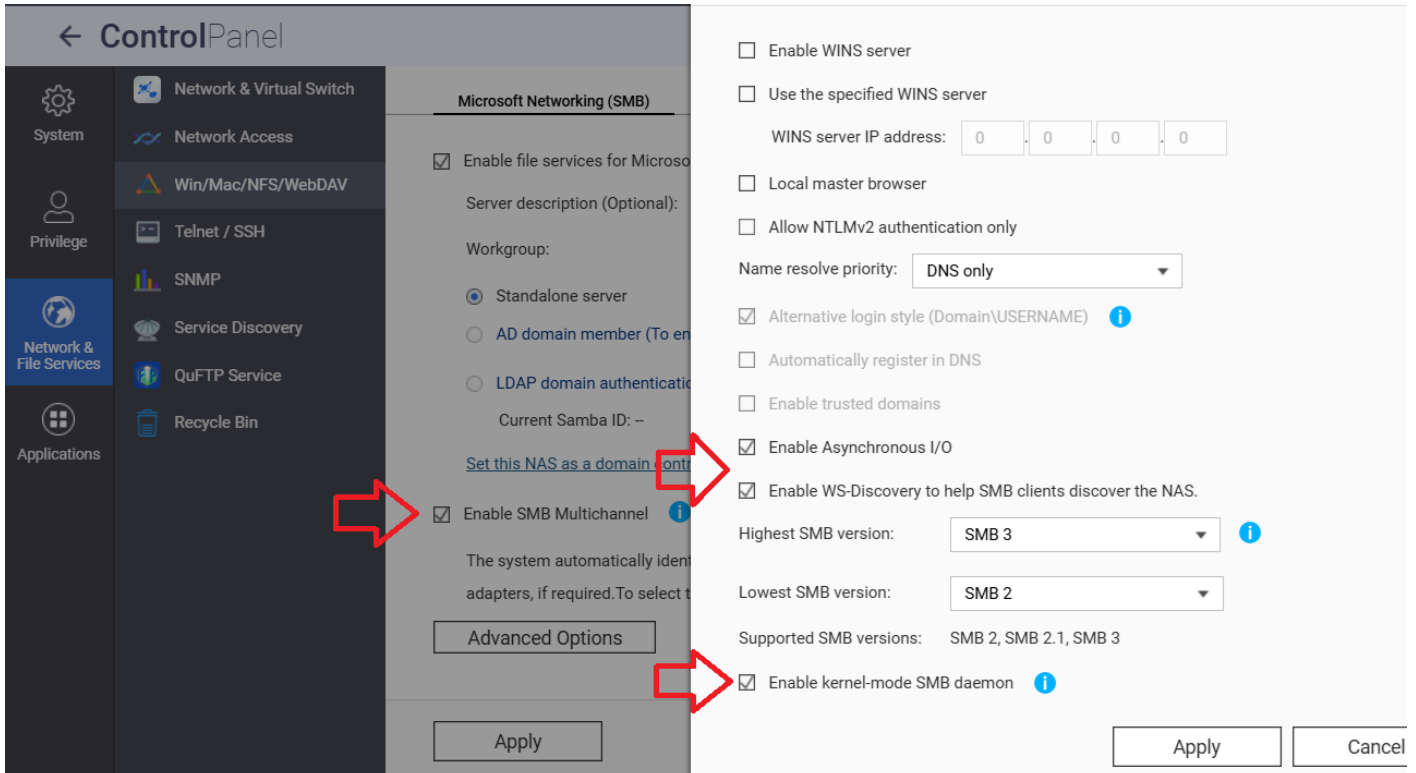 ControlPanel
System
Privilege
Network &
File Services
Applications
Network & Virtual Switch
Network Access
Win/Mac/NFS/WebDAV
Telnet / SSH
SNMP
Service Discovery
QuFTP Service
Recycle Bin
Microsoft Networking (SMB)
Enable file services for Microso
Server description (Optional):
Workgroup:
Standalone server
AD domain member (To en
LDAP domain authenticatio
Current Samba ID: --
Set this NAS as a domain contr
Enable SMB Multichannel
The system automatically ident
adapters, if required.To select t
Advanced Options
Apply
Enable WINS server
Use the specified WINS server
WINS server IP address: 0 . 0 . 0 . 0
Local master browser
Allow NTLMv2 authentication only
Name resolve priority: DNS only
Alternative login style (Domain\USERNAME)
Automatically register in DNS
Enable trusted domains
Enable Asynchronous I/O
Enable WS-Discovery to help SMB clients discover the NAS.
Highest SMB version: SMB 3
Lowest SMB version: SMB 2
Supported SMB versions: SMB 2, SMB 2.1, SMB 3
Enable kernel-mode SMB daemon
Apply
Cancel